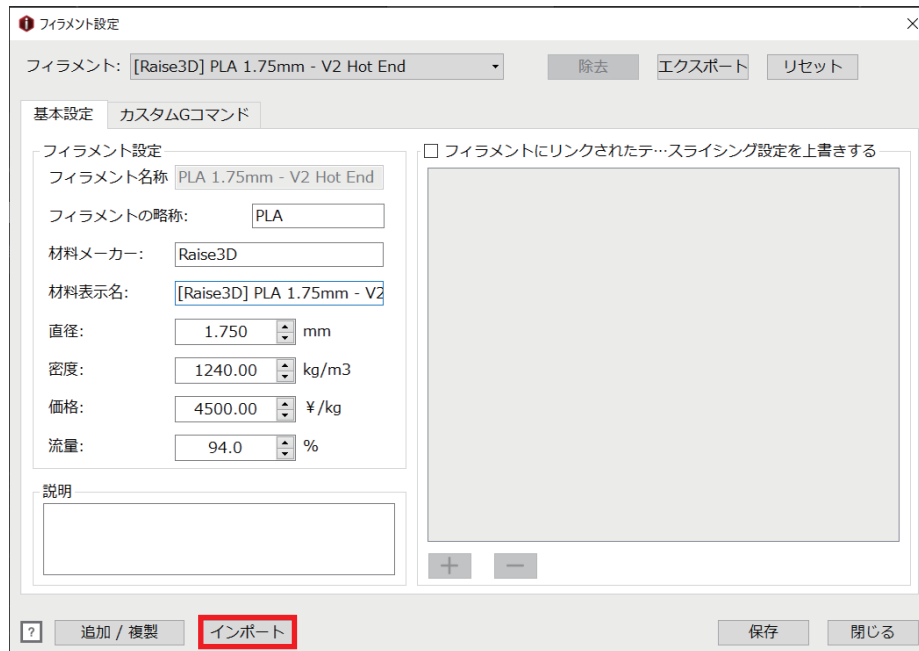 フィラメント設定
フィラメント: [Raise3D] PLA 1.75mm - V2 Hot End 除去 エクスポート リセット
基本設定 カスタムGコマンド
フィラメント設定
フィラメント名称 PLA 1.75mm - V2 Hot End
フィラメントの略称: PLA
材料メーカー: Raise3D
材料表示名: [Raise3D] PLA 1.75mm - V2
直径: 1.750 mm
密度: 1240.00 kg/m3
価格: 4500.00 ¥/kg
流量: 94.0 %
説明
フィラメントにリンクされたテ…スライシング設定を上書きする
+ −
? 追加 / 複製 インポート 保存 閉じる